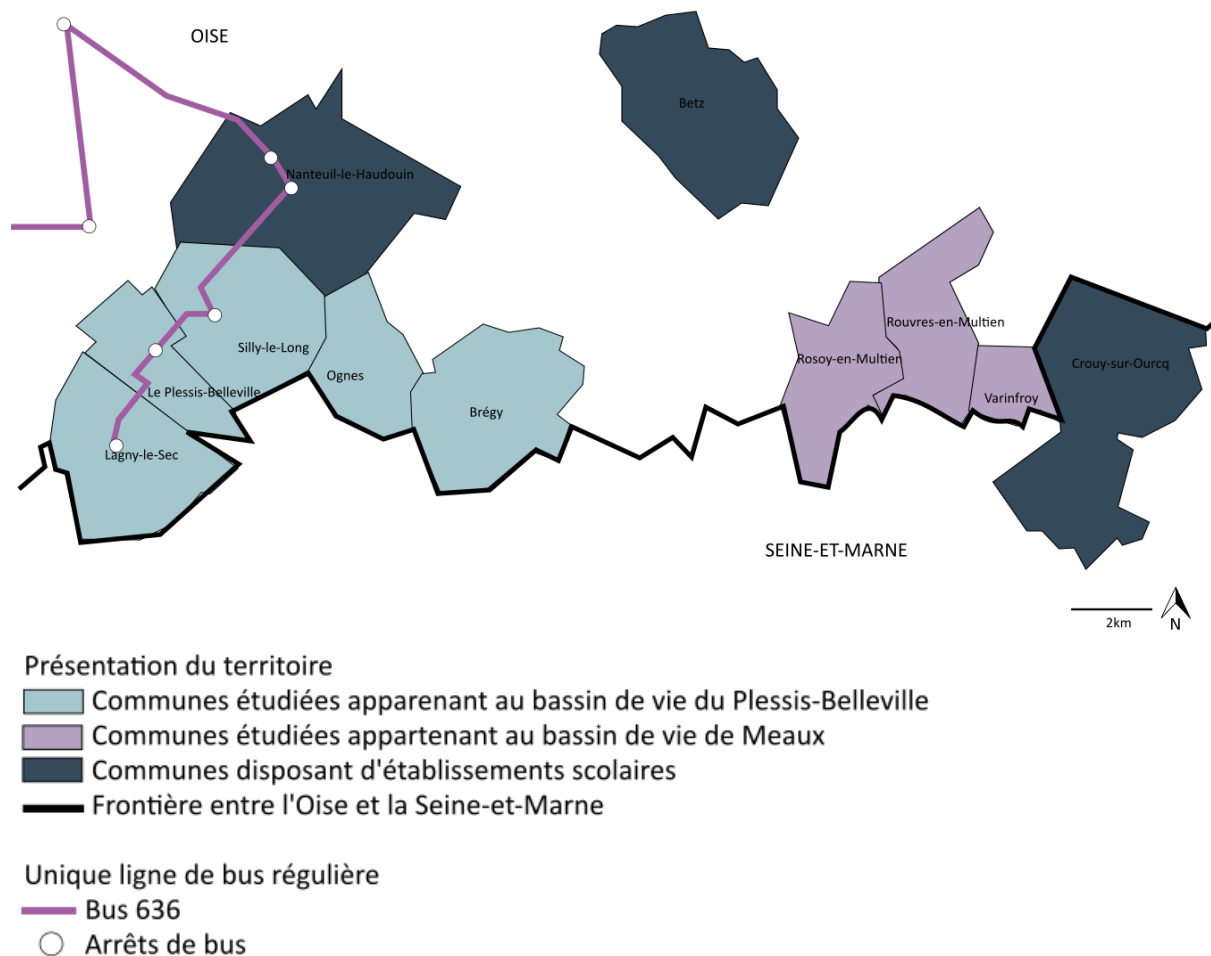 OISE
Betz
Nanteuil-le-Haudouin
Rouvres-en-Multien
Silly-le-Long
Rosoy-en-Multien
Crouy-sur-Ourcq
Ognes
Le Plessis-Belleville
Varinfroy
Brégy
Lagny-le-Sec
SEINE-ET-MARNE
2km
N
Présentation du territoire
Communes étudiées apparenant au bassin de vie du Plessis-Belleville
Communes étudiées appartenant au bassin de vie de Meaux
Communes disposant d'établissements scolaires
Frontière entre l'Oise et la Seine-et-Marne
Unique ligne de bus régulière
Bus 636
Arrêts de bus